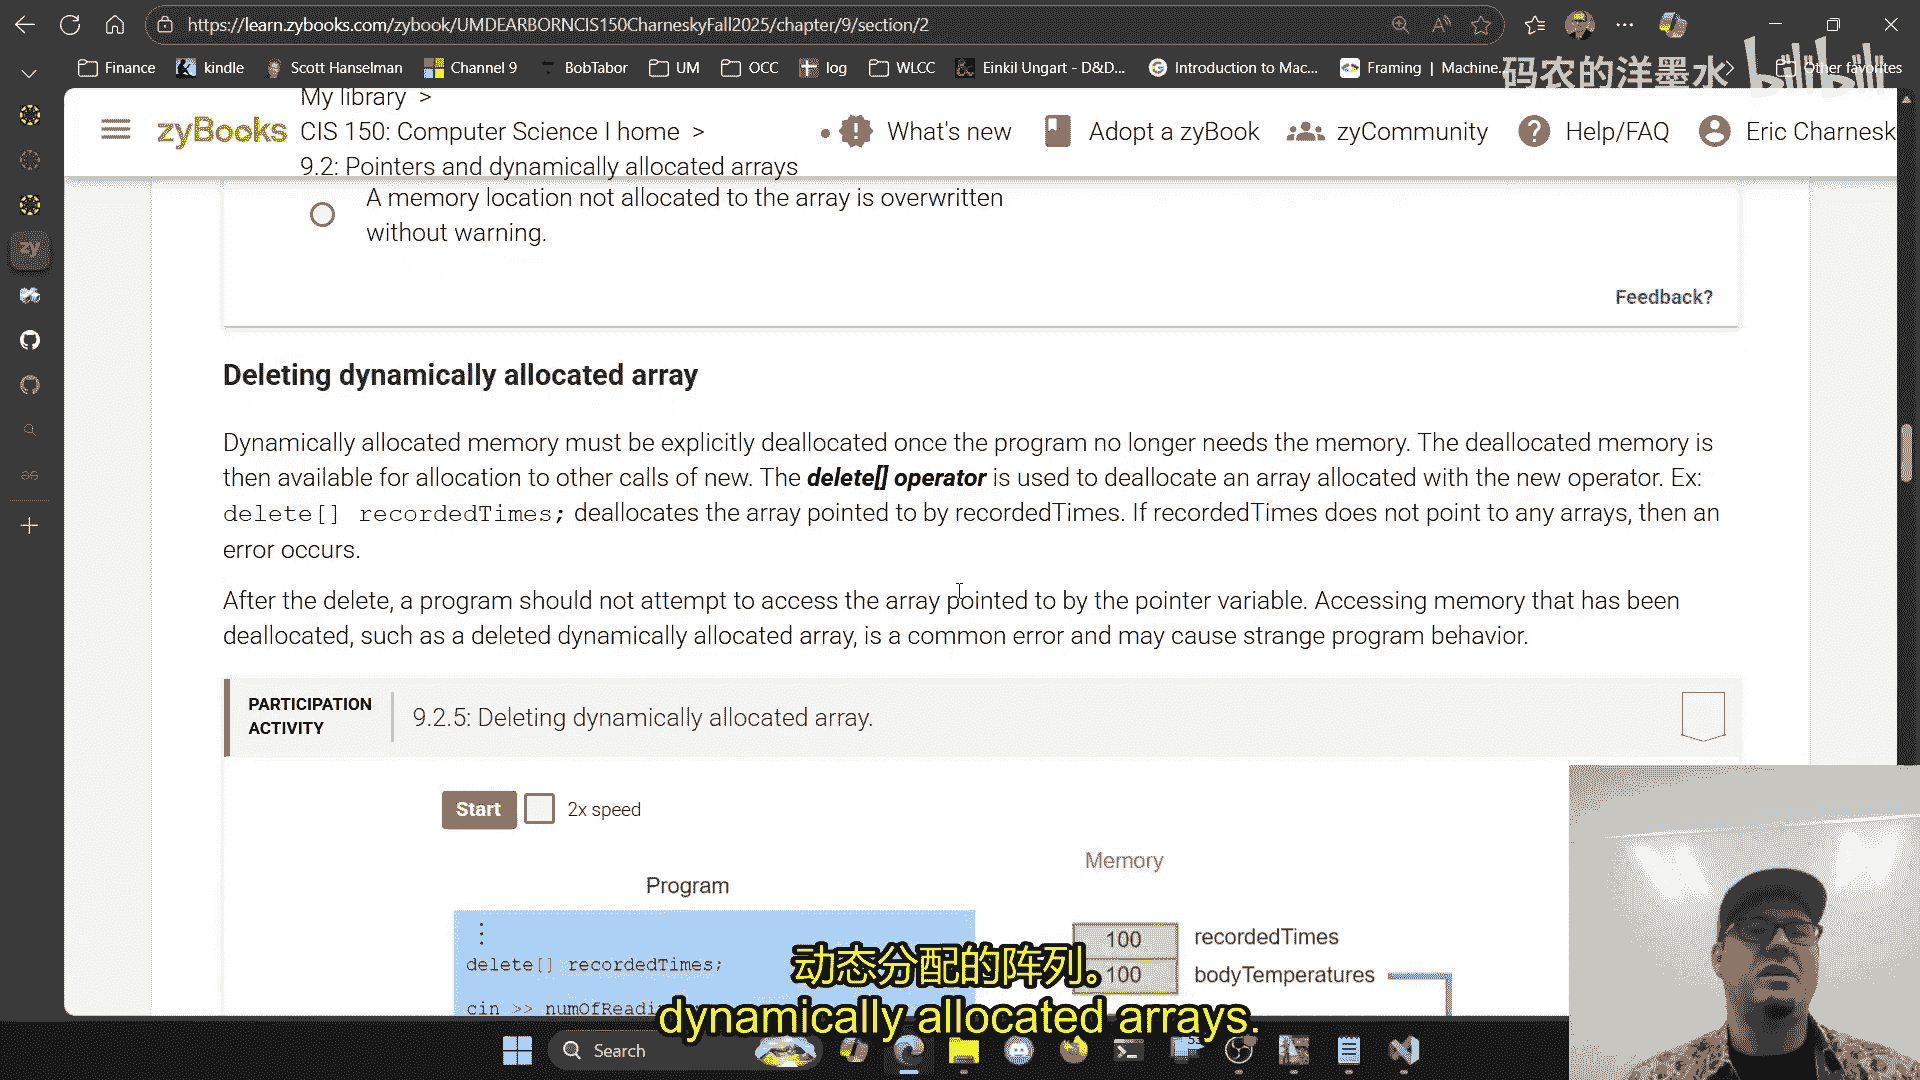 https://learn.zybooks.com/zybook/UMDEARBORNCIS150CharneskyFall2025/chapter/9/section/2
Finance
kindle
Scott Hanselman
Channel 9
BobTabor
UM
OCC
log
WLCC
Einkil Ungart - D&D...
Introduction to Mac...
Framing | Machine...
Other favorites
码农的洋墨水
bilibili
My library >
zyBooks
CIS 150: Computer Science I home >
9.2: Pointers and dynamically allocated arrays
What's new
Adopt a zyBook
zyCommunity
Help/FAQ
Eric Charnesk
zy
A memory location not allocated to the array is overwritten
without warning.
Feedback?
Deleting dynamically allocated array
Dynamically allocated memory must be explicitly deallocated once the program no longer needs the memory. The deallocated memory is
then available for allocation to other calls of new. The delete[] operator is used to deallocate an array allocated with the new operator. Ex:
delete[] recordedTimes; deallocates the array pointed to by recordedTimes. If recordedTimes does not point to any arrays, then an
error occurs.
After the delete, a program should not attempt to access the array pointed to by the pointer variable. Accessing memory that has been
deallocated, such as a deleted dynamically allocated array, is a common error and may cause strange program behavior.
PARTICIPATION
ACTIVITY
9.2.5: Deleting dynamically allocated array.
Start
2x speed
Memory
Program
100 recordedTimes
100 bodyTemperatures
delete[] recordedTimes;
cin >> numOfReadi
动态分配的阵列。
dynamically allocated arrays.
Search